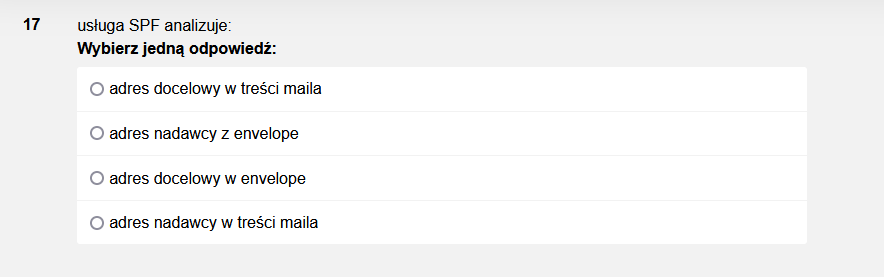 17
usługa SPF analizuje:
Wybierz jedną odpowiedź:
adres docelowy w treści maila
adres nadawcy z envelope
adres docelowy w envelope
adres nadawcy w treści maila